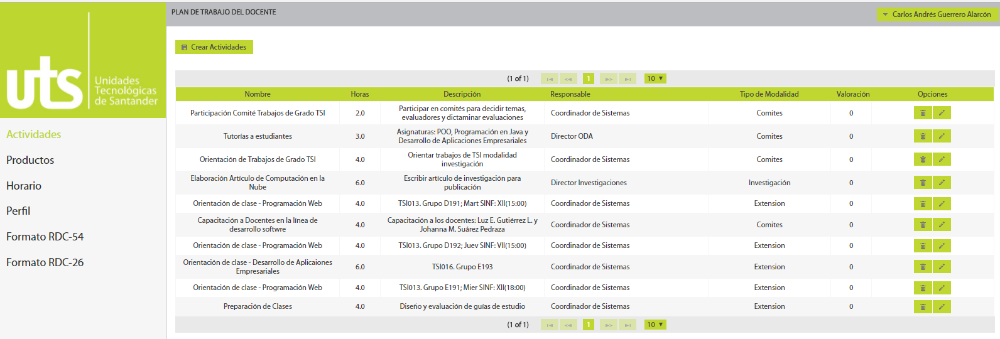 PLAN DE TRABAJO DEL DOCENTE
Carlos Andrés Guerrero Alarcón
uts
Unidades
Tecnológicas
de Santander
Actividades
Productos
Horario
Perfil
Formato RDC-54
Formato RDC-26
Crear Actividades
(1 of 1) 1 10
Nombre Horas Descripción Responsable Tipo de Modalidad Valoración Opciones
Participación Comité Trabajos de Grado TSI 2.0 Participar en comités para decidir temas, Coordinador de Sistemas Comites 0
evaluadores y dictaminar evaluaciones
Tutorías a estudiantes 3.0 Asignaturas: POO, Programación en Java y Director ODA Comites 0
Desarrollo de Aplicaciones Empresariales
Orientación de Trabajos de Grado TSI 4.0 Orientar trabajos de TSI modalidad Coordinador de Sistemas Comites 0
investigación
Elaboración Artículo de Computación en la 6.0 Escribir artículo de investigación para Director Investigaciones Investigación 0
Nube publicación
Orientación de clase - Programación Web 4.0 TSI013. Grupo D191; Mart SINF: XII(15:00) Coordinador de Sistemas Extension 0
Capacitación a Docentes en la línea de 4.0 Capacitación a los docentes: Luz E. Gutiérrez L. y Coordinador de Sistemas Comites 0
desarrollo softwre Johanna M. Suárez Pedraza
Orientación de clase - Programación Web 4.0 TSI013. Grupo D192; Juev SINF: VII(15:00) Coordinador de Sistemas Extension 0
Orientación de clase - Desarrollo de Aplicaiones 6.0 TSI016. Grupo E193 Coordinador de Sistemas Extension 0
Empresariales
Orientación de clase - Programación Web 4.0 TSI013. Grupo E191; Mier SINF: XII(18:00) Coordinador de Sistemas Extension 0
Preparación de Clases 4.0 Diseño y evaluación de guías de estudio Coordinador de Sistemas Extension 0
(1 of 1) 1 10